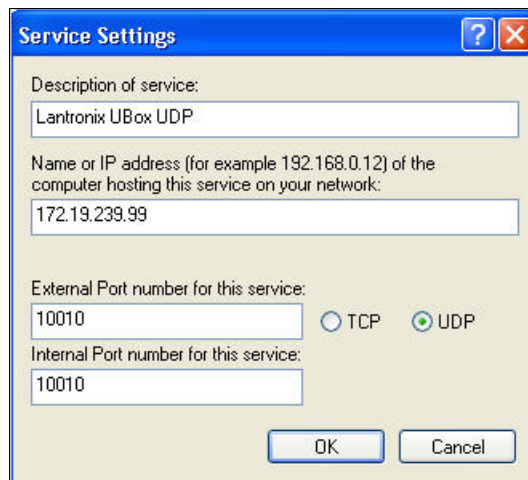 Service Settings
Description of service:
Lantronix UBox UDP
Name or IP address (for example 192.168.0.12) of the
computer hosting this service on your network:
172.19.239.99
External Port number for this service:
10010
TCP
UDP
Internal Port number for this service:
10010
OK
Cancel